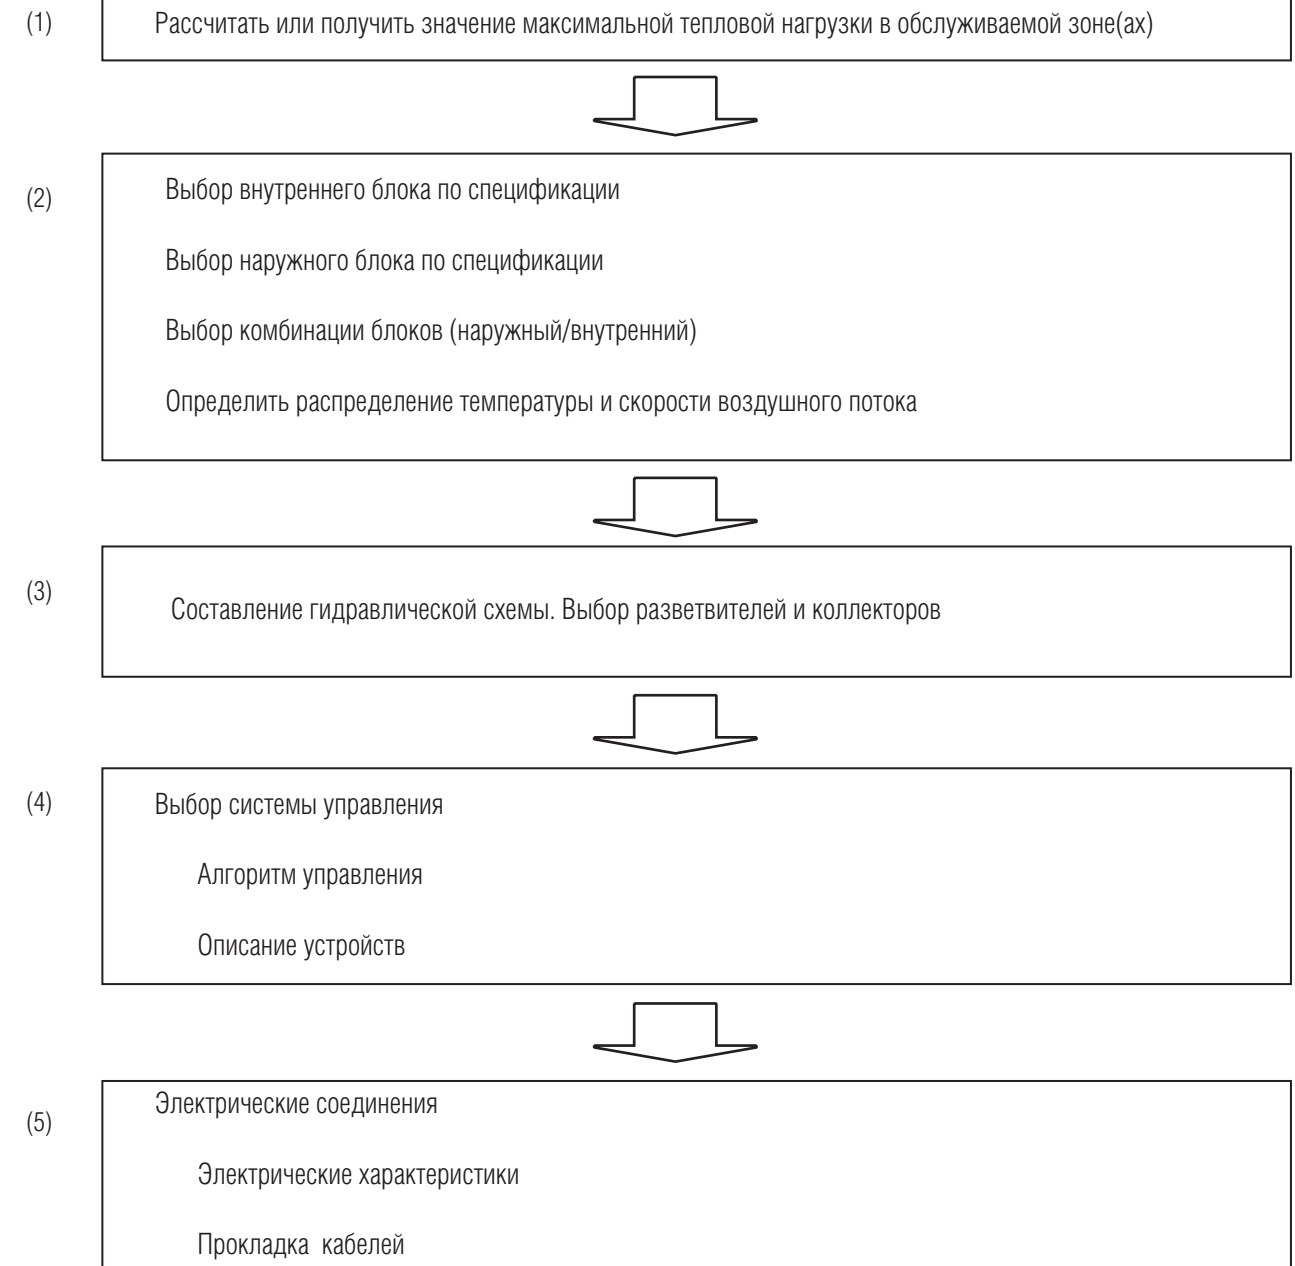 (1) Рассчитать или получить значение максимальной тепловой нагрузки в обслуживаемой зоне(ах)
(2) Выбор внутреннего блока по спецификации
Выбор наружного блока по спецификации
Выбор комбинации блоков (наружный/внутренний)
Определить распределение температуры и скорости воздушного потока
(3) Составление гидравлической схемы. Выбор разветвителей и коллекторов
(4) Выбор системы управления
Алгоритм управления
Описание устройств
(5) Электрические соединения
Электрические характеристики
Прокладка кабелей